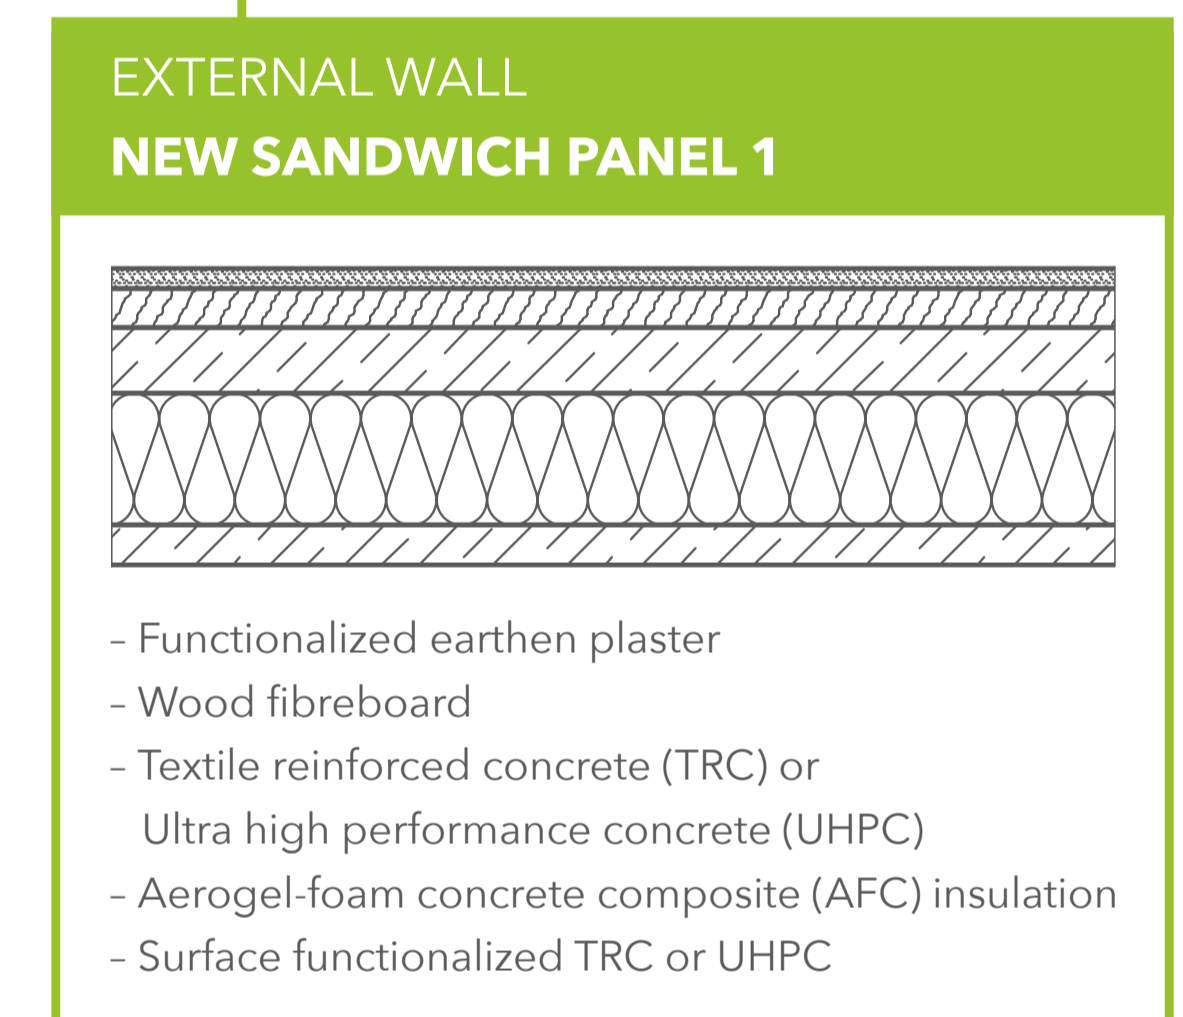 EXTERNAL WALL
NEW SANDWICH PANEL 1
– Functionalized earthen plaster
– Wood fibreboard
– Textile reinforced concrete (TRC) or
Ultra high performance concrete (UHPC)
– Aerogel-foam concrete composite (AFC) insulation
– Surface functionalized TRC or UHPC